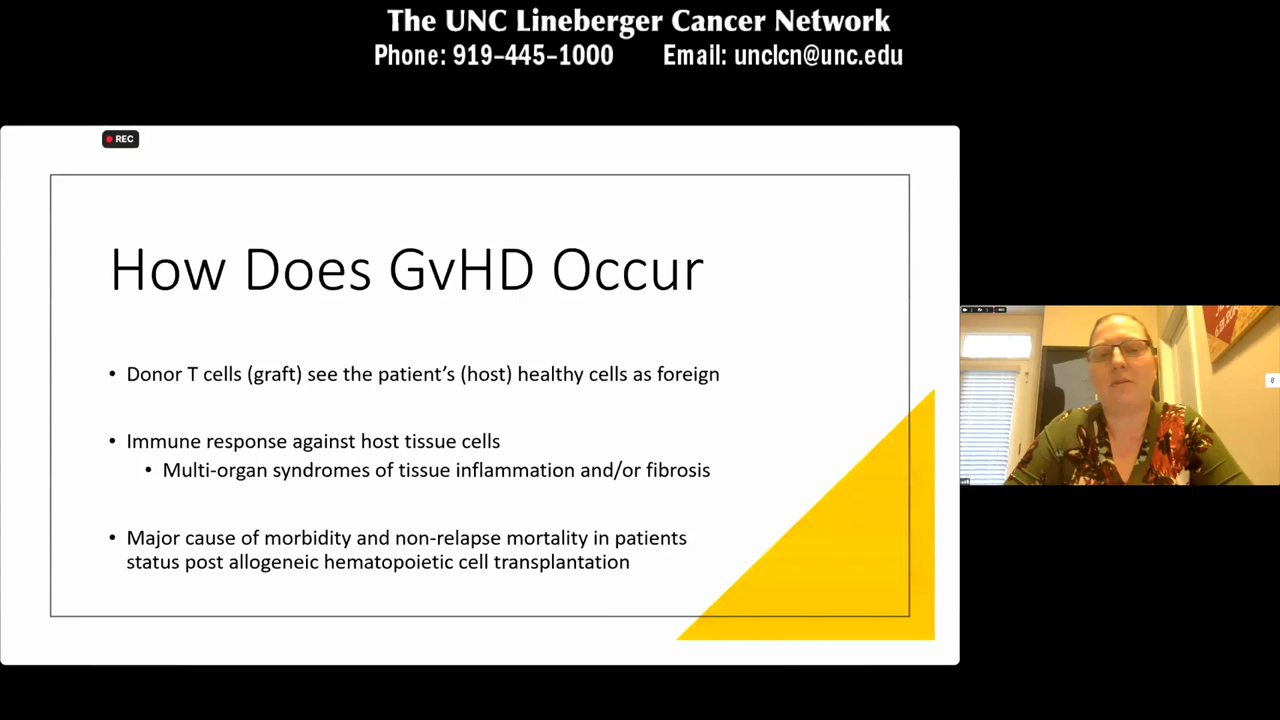 The UNC Lineberger Cancer Network
Phone: 919-445-1000 Email: unclcn@unc.edu
REC
How Does GvHD Occur
• Donor T cells (graft) see the patient's (host) healthy cells as foreign
• Immune response against host tissue cells
• Multi-organ syndromes of tissue inflammation and/or fibrosis
• Major cause of morbidity and non-relapse mortality in patients
status post allogeneic hematopoietic cell transplantation